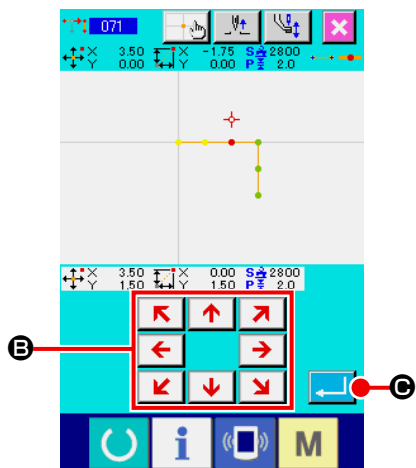 071
X 3.50 X -1.75 S 2800
Y 0.00 Y 0.00 P 2.0
X 3.50 X 0.00 S 2800
Y 1.50 Y 1.50 P 2.0
B
C
i M